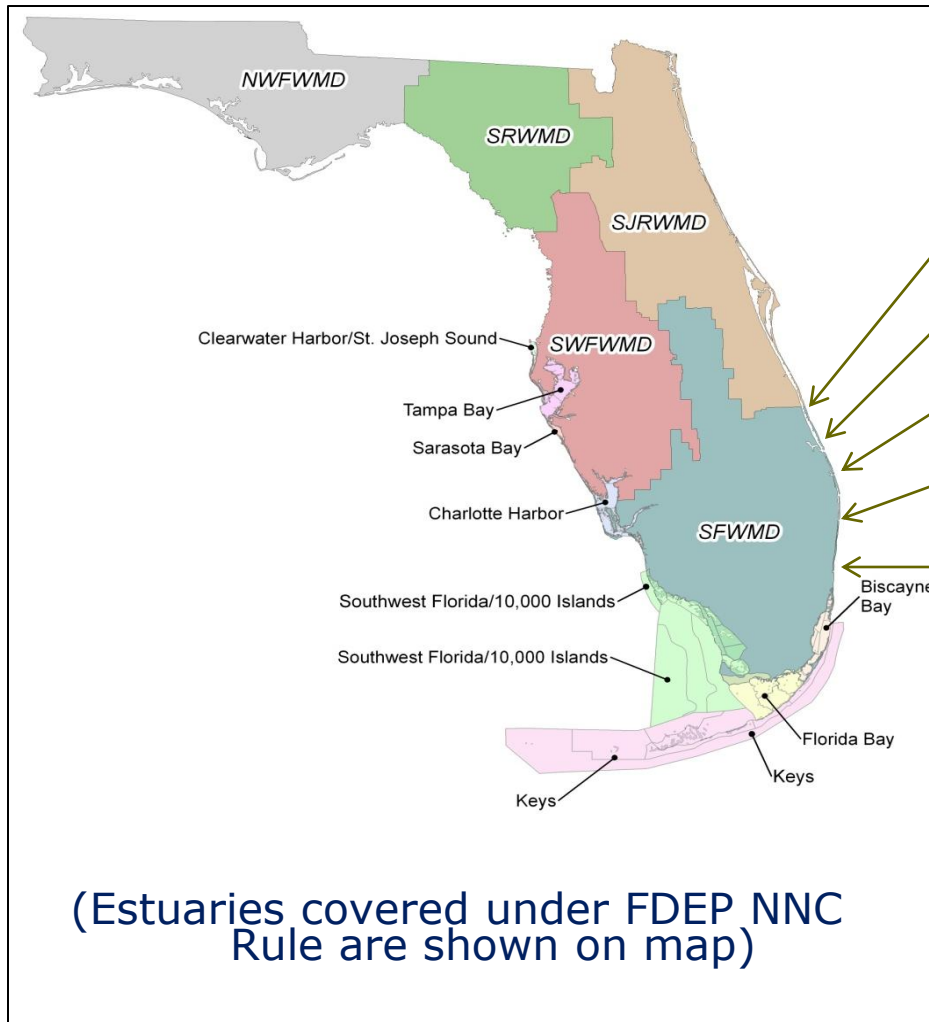 NWFWMD
SRWMD
SJRWMD
Clearwater Harbor/St. Joseph Sound
SWFWMD
Tampa Bay
Sarasota Bay
Charlotte Harbor
SFWMD
Southwest Florida/10,000 Islands
Biscayne
Bay
Southwest Florida/10,000 Islands
Florida Bay
Keys
Keys
(Estuaries covered under FDEP NNC
Rule are shown on map)